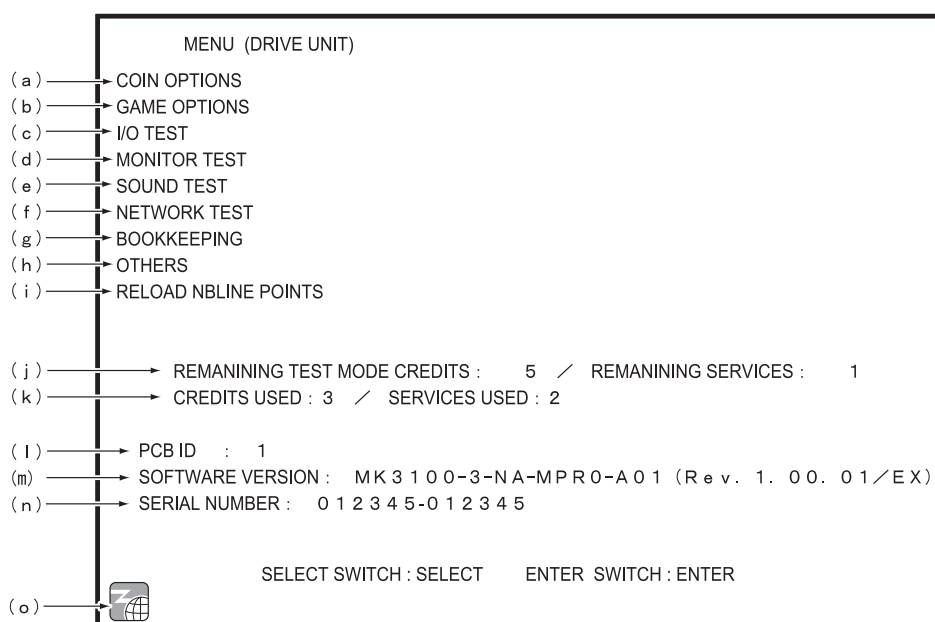 MENU (DRIVE UNIT)
(a) COIN OPTIONS
(b) GAME OPTIONS
(c) I/O TEST
(d) MONITOR TEST
(e) SOUND TEST
(f) NETWORK TEST
(g) BOOKKEEPING
(h) OTHERS
(i) RELOAD NBLINE POINTS
(j) REMANINING TEST MODE CREDITS : 5 / REMANINING SERVICES : 1
(k) CREDITS USED : 3 / SERVICES USED : 2
(l) PCB ID : 1
(m) SOFTWARE VERSION : MK3100-3-NA-MPR0-A01 (Rev. 1. 00. 01/EX)
(n) SERIAL NUMBER : 012345-012345
SELECT SWITCH : SELECT ENTER SWITCH : ENTER
(o)